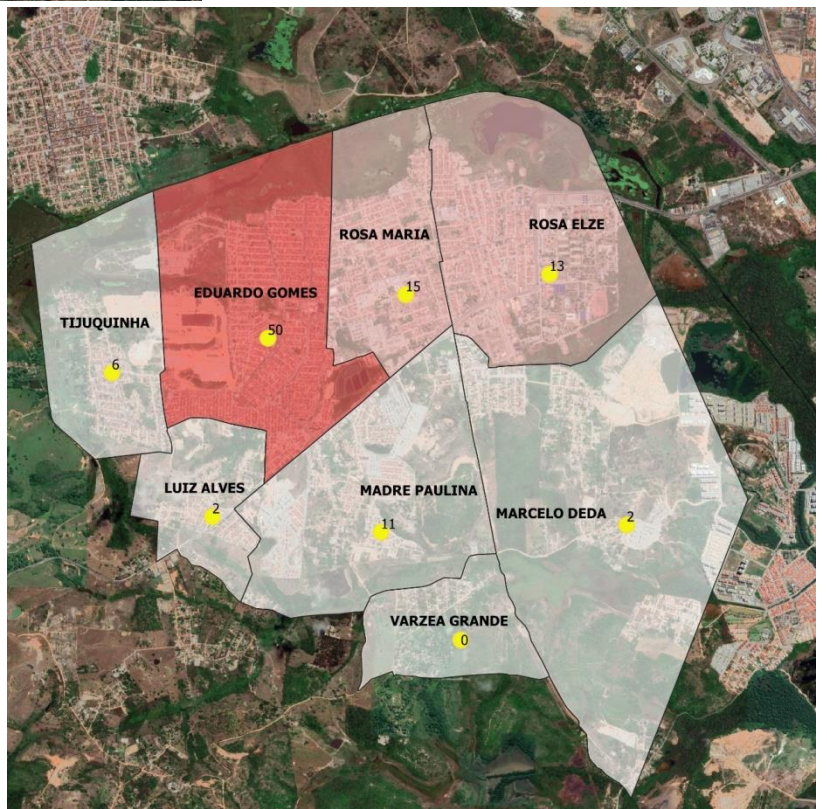 ROSA ELZE
13
ROSA MARIA
15
EDUARDO GOMES
50
TIJUQUINHA
6
LUIZ ALVES
2
MADRE PAULINA
11
MARCELO DEDA
2
VARZEA GRANDE
0